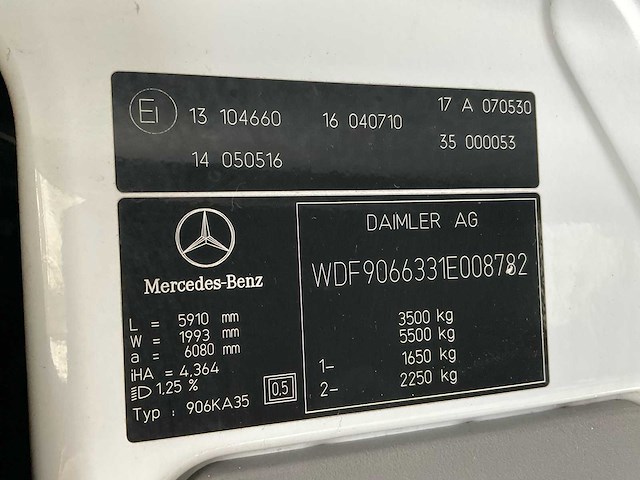 E1 13 104660 16 040710 17 A 070530
14 050516 35 000053
Mercedes-Benz
DAIMLER AG
WDF9066331E008782
L = 5910 mm
W = 1993 mm
a = 6080 mm
iHA = 4,364
1.25 %
Typ : 906KA35
0.5
3500 kg
5500 kg
1- 1650 kg
2- 2250 kg